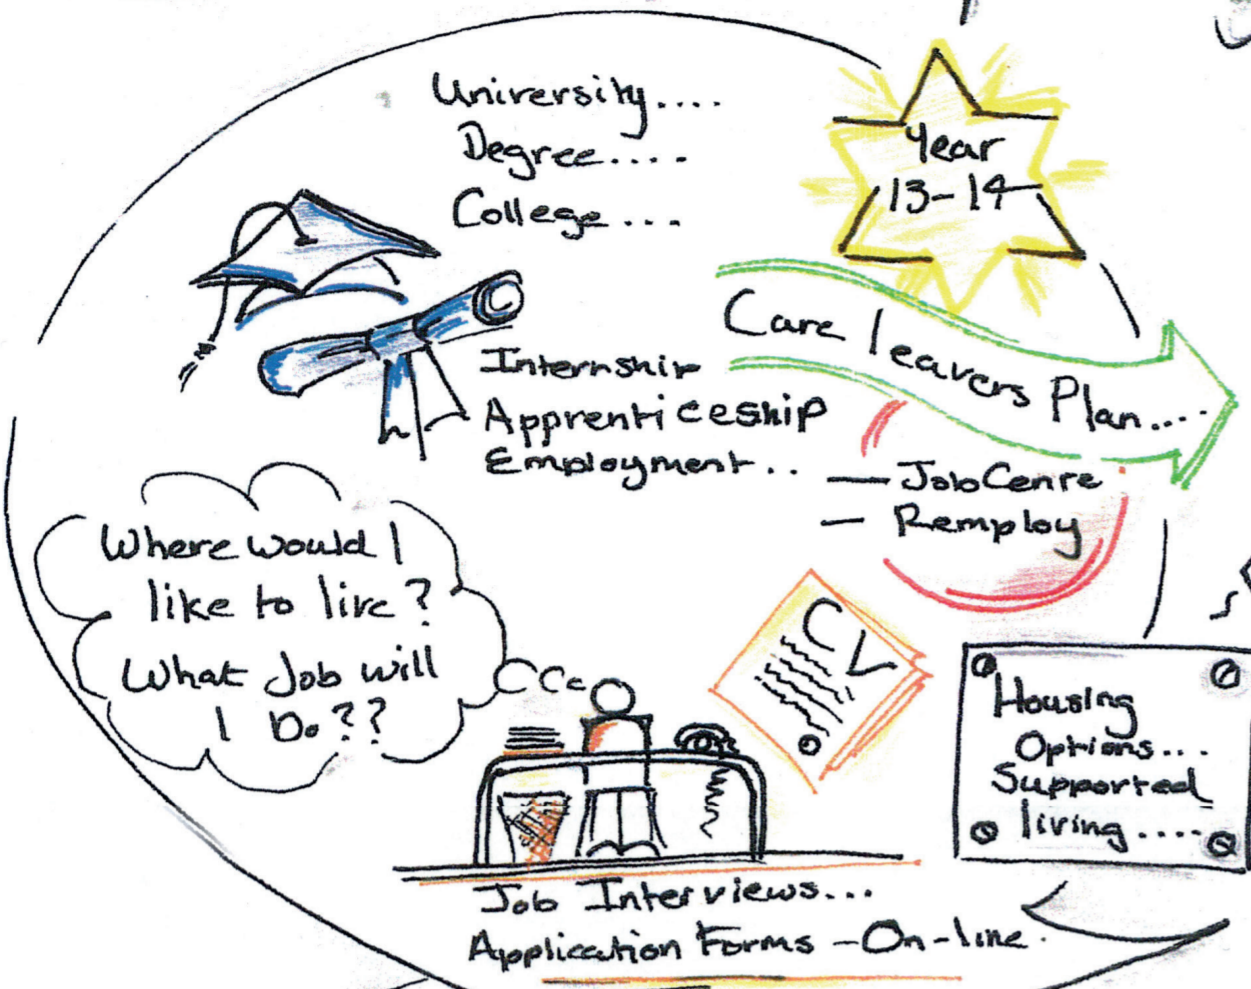 University....
Degree....
College...
Year
13-14
Care leavers Plan....
Internship
Apprenticeship
Employment..
- JobCenre
- Remploy
Where would I
like to live?
What Job will
I Do??
CV
Housing
Options...
Supported
living....
Job Interviews...
Application Forms - On-line.